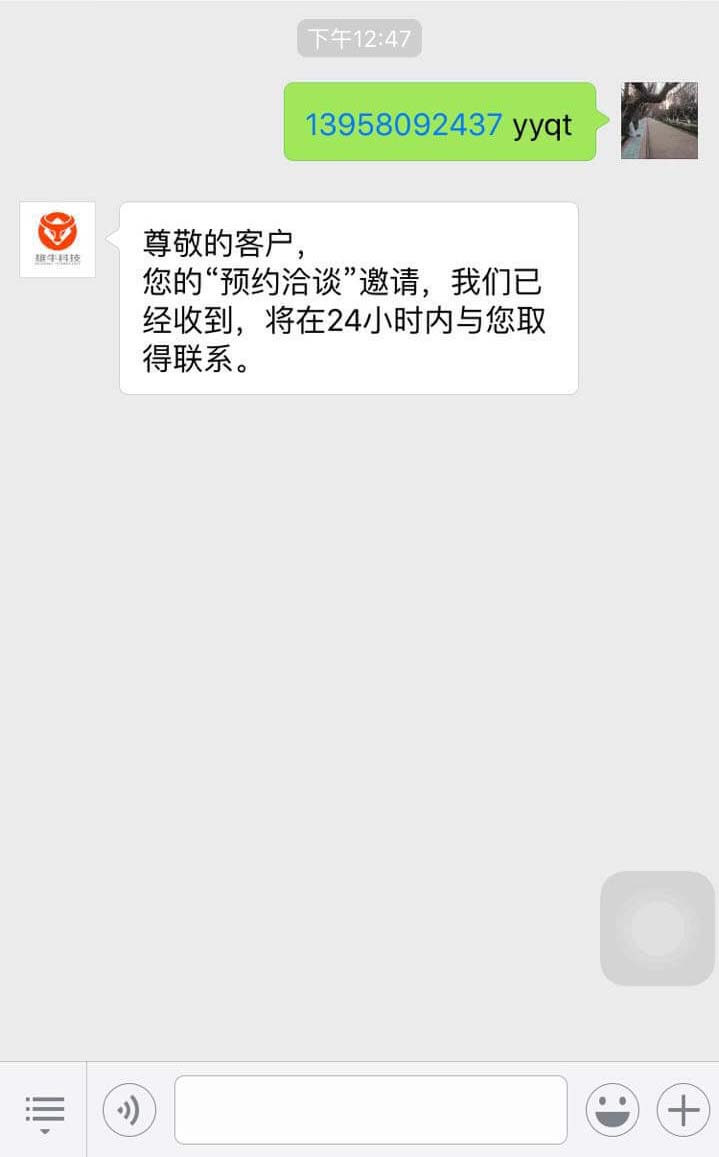 下午12:47
13958092437 yyqt
雄牛科技
尊敬的客户，
您的“预约洽谈”邀请，我们已
经收到，将在24小时内与您取
得联系。